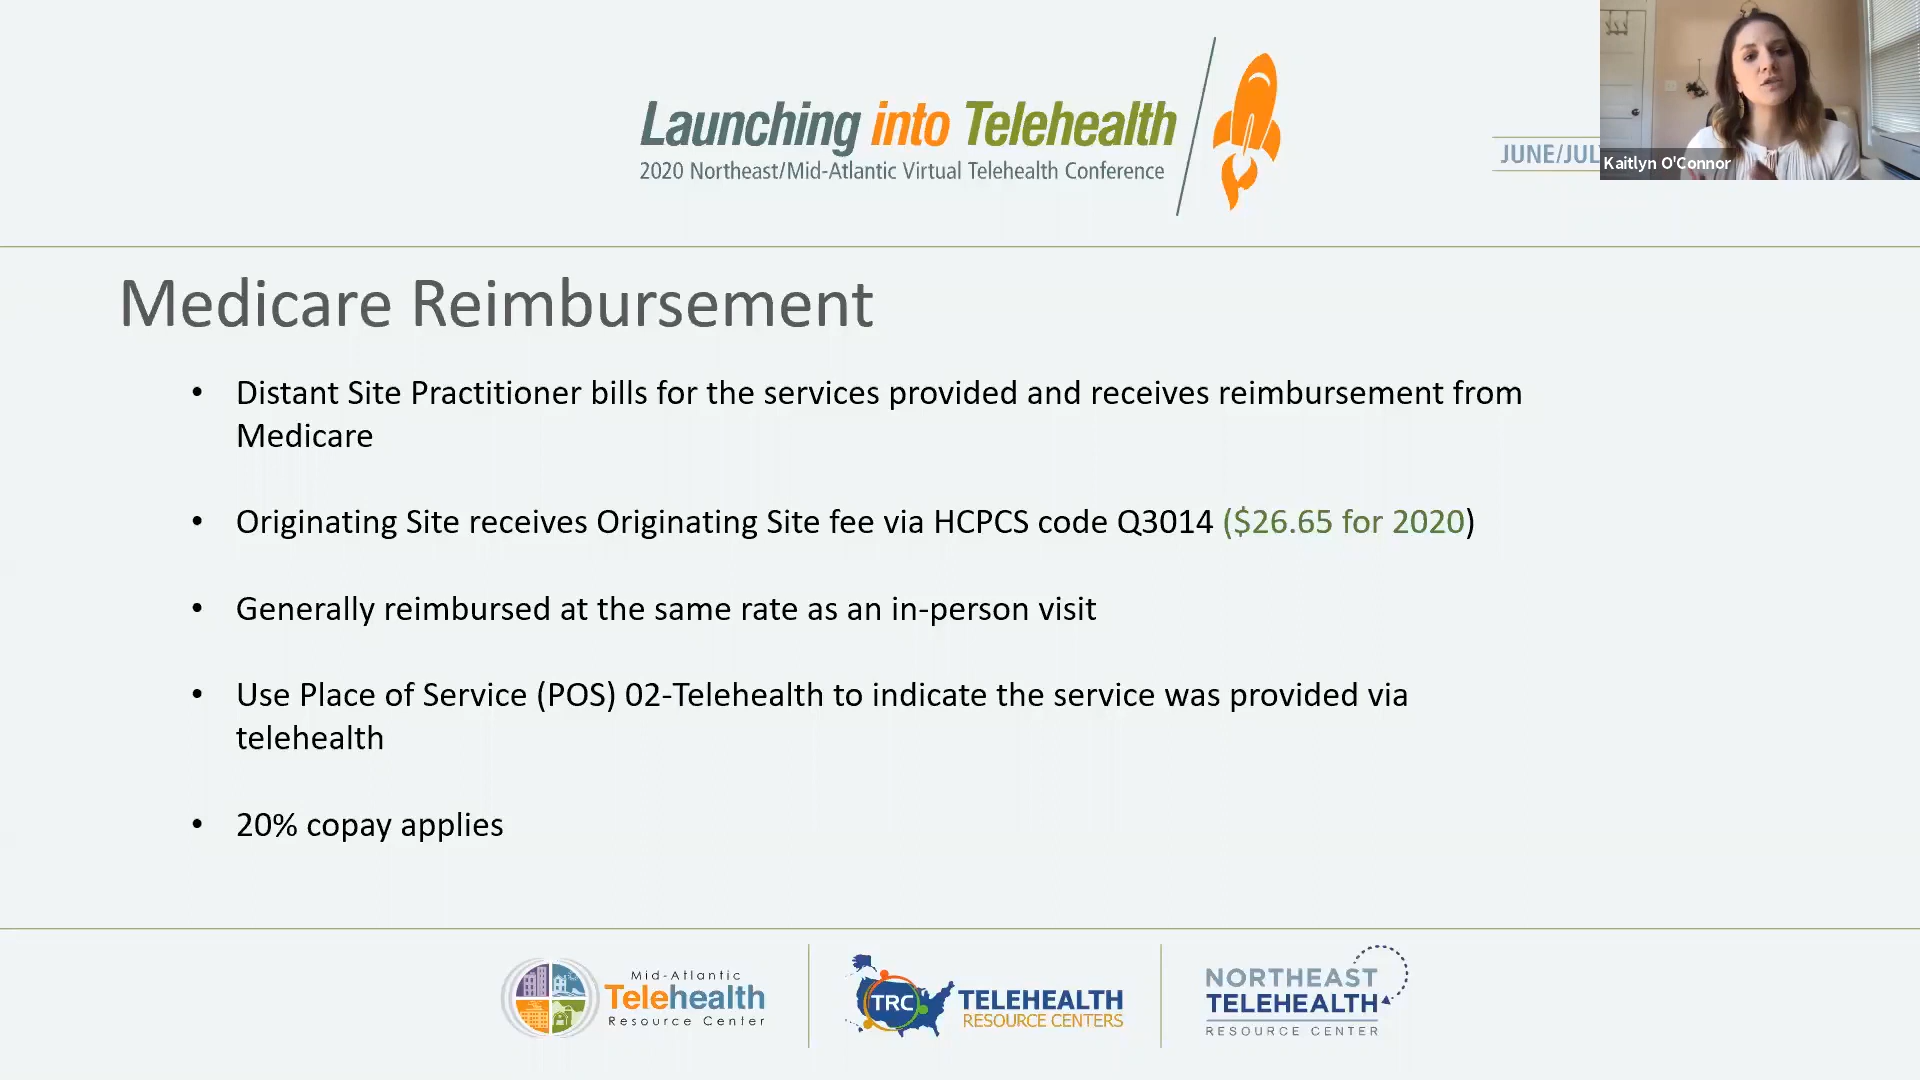 Launching into Telehealth
2020 Northeast/Mid-Atlantic Virtual Telehealth Conference
JUNE/JUL
Kaitlyn O'Connor
Medicare Reimbursement
• Distant Site Practitioner bills for the services provided and receives reimbursement from
Medicare
• Originating Site receives Originating Site fee via HCPCS code Q3014 ($26.65 for 2020)
• Generally reimbursed at the same rate as an in-person visit
• Use Place of Service (POS) 02-Telehealth to indicate the service was provided via
telehealth
• 20% copay applies
Mid-Atlantic
Telehealth
Resource Center
TRC
TELEHEALTH
RESOURCE CENTERS
NORTHEAST
TELEHEALTH
RESOURCE CENTER